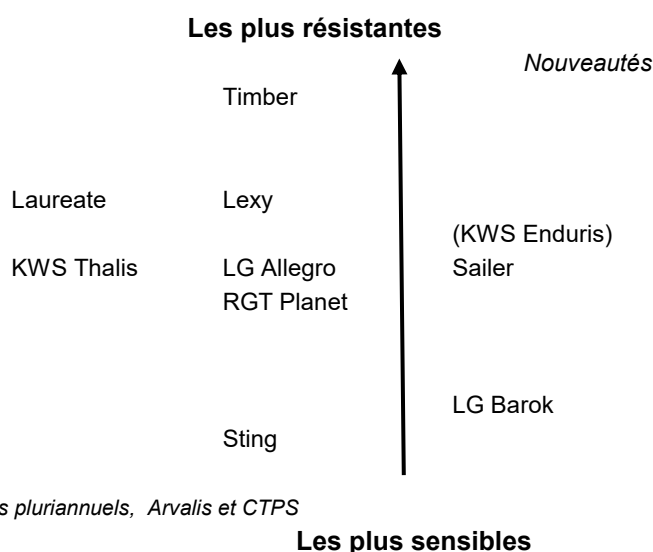 Les plus résistantes
Nouveautés
Timber
Laureate Lexy
(KWS Enduris)
KWS Thalis LG Allegro Sailer
RGT Planet
LG Barok
Sting
pluriannuels, Arvalis et CTPS
Les plus sensibles